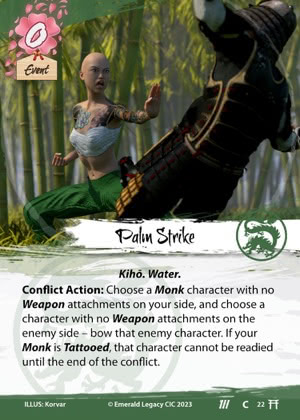 0
Event
Palm Strike
Kihō. Water.
Conflict Action: Choose a Monk character with no
Weapon attachments on your side, and choose a
character with no Weapon attachments on the
enemy side – bow that enemy character. If your
Monk is Tattooed, that character cannot be readied
until the end of the conflict.
ILLUS: Korvar © Emerald Legacy CIC 2023 C 22